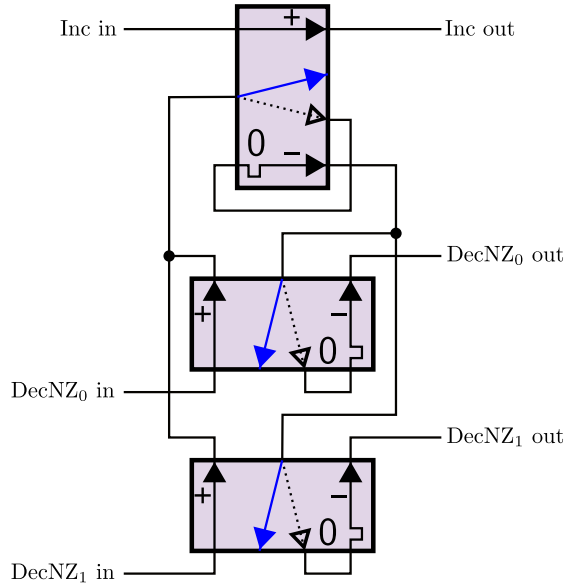 Inc in + Inc out
0 −
DecNZ₀ out
+ −
0
DecNZ₀ in
DecNZ₁ out
+ −
0
DecNZ₁ in